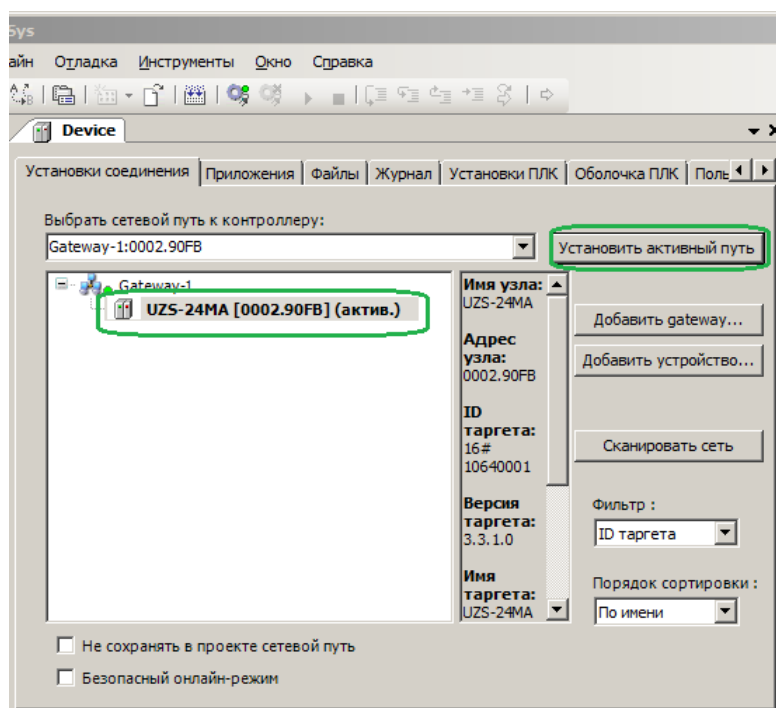 Sys
айн Отладка Инструменты Окно Справка
Device
Установки соединения Приложения Файлы Журнал Установки ПЛК Оболочка ПЛК Поль
Выбрать сетевой путь к контроллеру:
Gateway-1:0002.90FB
Установить активный путь
Gateway-1
UZS-24MA [0002.90FB] (актив.)
Имя узла:
UZS-24MA
Адрес
узла:
0002.90FB
ID
таргета:
16#
10640001
Версия
таргета:
3.3.1.0
Имя
таргета:
UZS-24MA
Добавить gateway...
Добавить устройство...
Сканировать сеть
Фильтр :
ID таргета
Порядок сортировки :
По имени
Не сохранять в проекте сетевой путь
Безопасный онлайн-режим